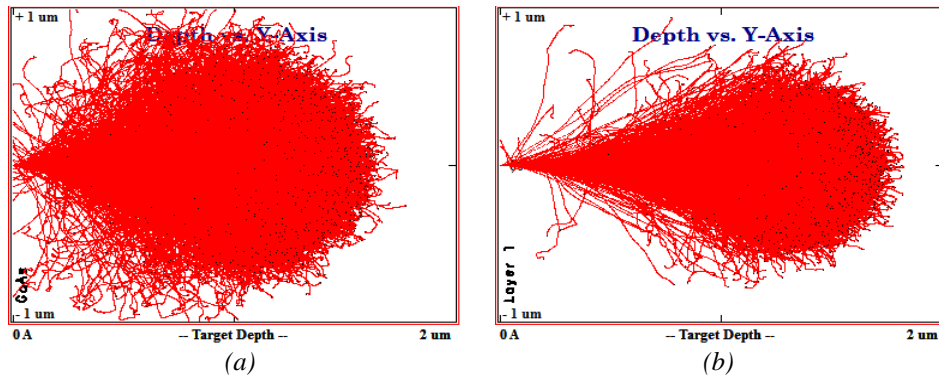 + 1 um
Depth vs. Y-Axis
GaAs
- 1 um
0 A
-- Target Depth --
2 um
(a)
+ 1 um
Depth vs. Y-Axis
Layer 1
- 1 um
0 A
-- Target Depth --
2 um
(b)